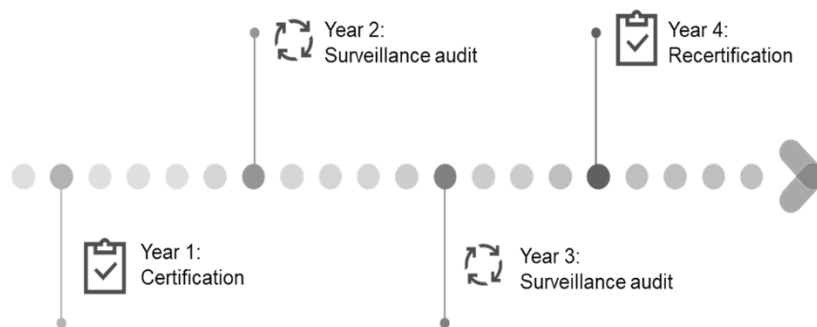 Year 1:
Certification
Year 2:
Surveillance audit
Year 3:
Surveillance audit
Year 4:
Recertification